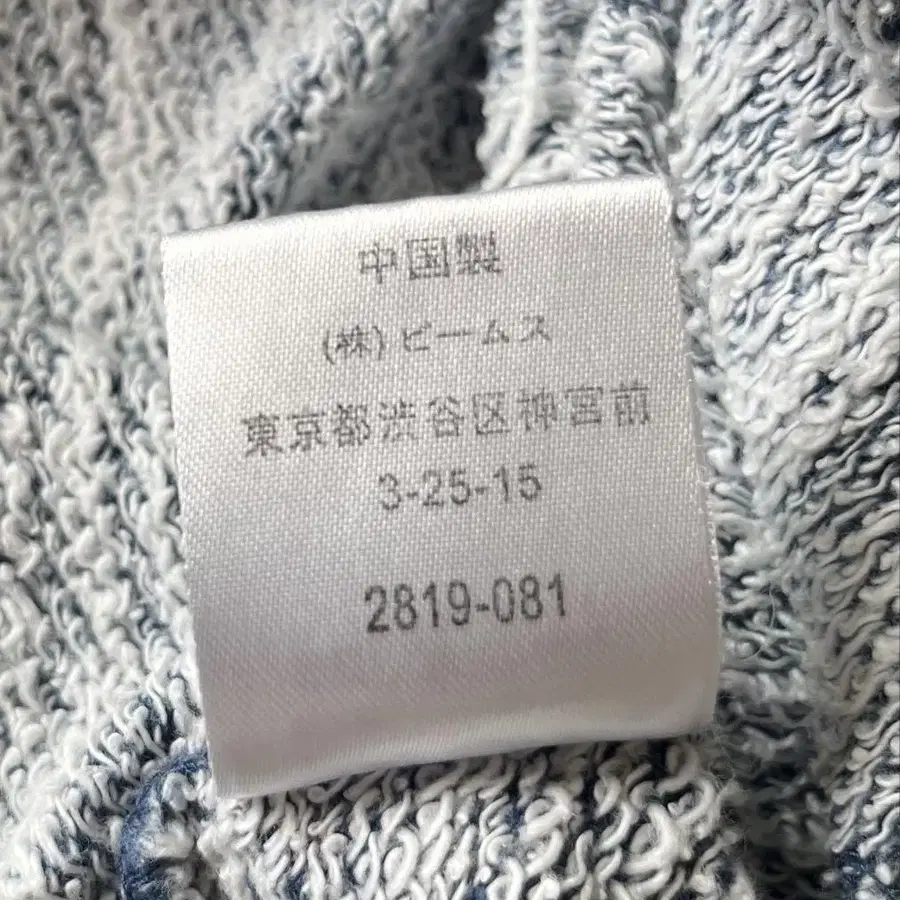 中国製
(株)ビームス
東京都渋谷区神宮前
3-25-15
2819-081